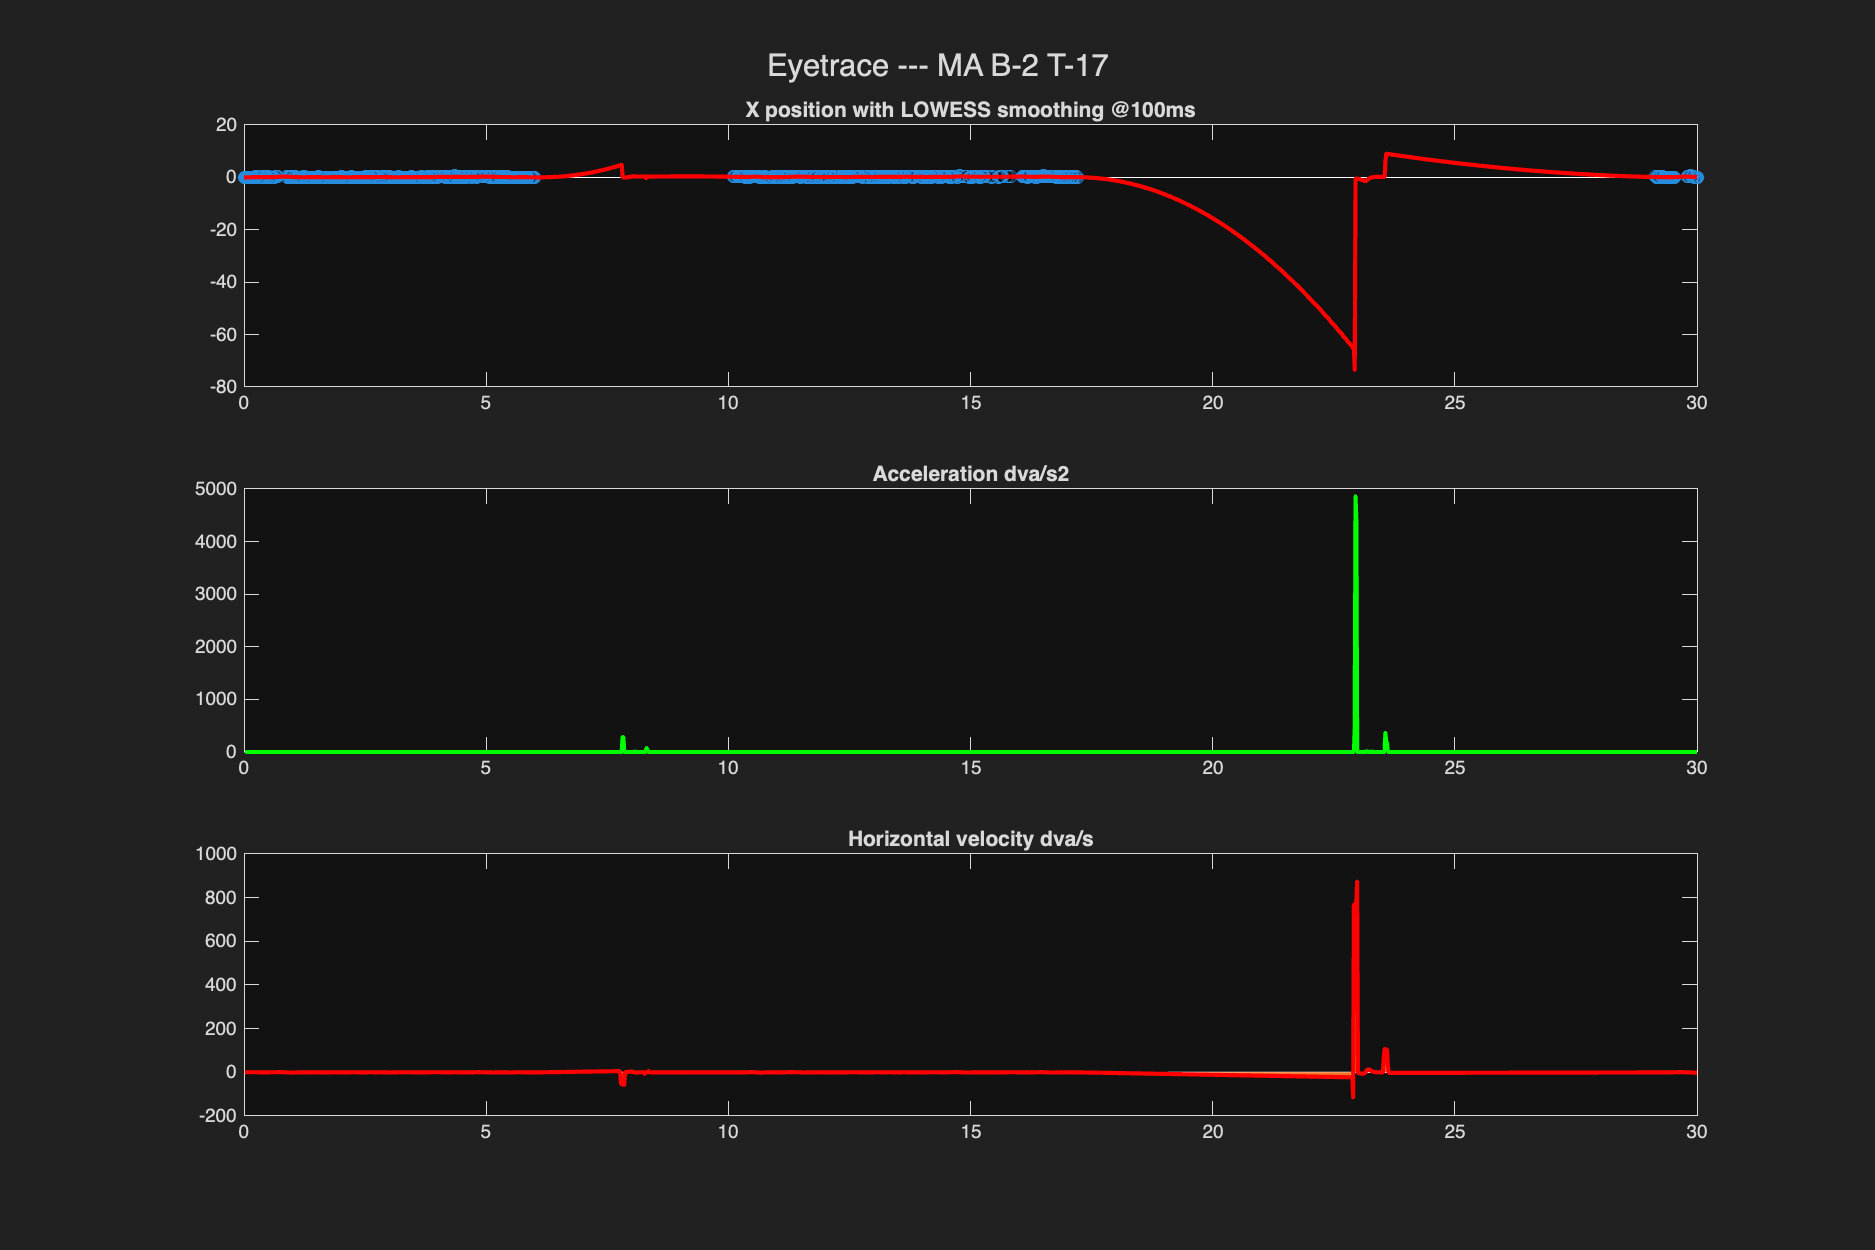 Eyetrace --- MA B-2 T-17
X position with LOWESS smoothing @100ms
20
0
-20
-40
-60
-80
0 5 10 15 20 25 30
Acceleration dva/s2
5000
4000
3000
2000
1000
0
0 5 10 15 20 25 30
Horizontal velocity dva/s
1000
800
600
400
200
0
-200
0 5 10 15 20 25 30